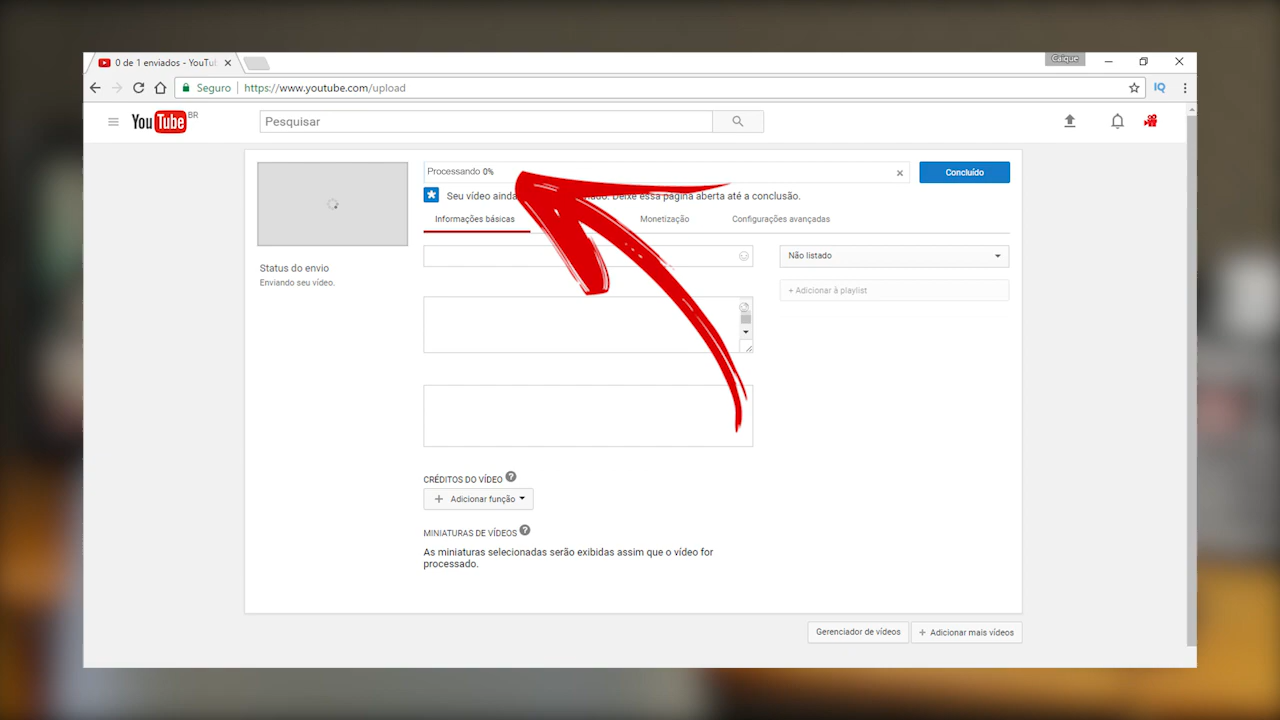 0 de 1 enviados - YouTu
Caique
Seguro
https://www.youtube.com/upload
IQ
YouTube BR
Pesquisar
Processando 0%
Concluído
Seu vídeo ainda Deixe essa página aberta até a conclusão.
Informações básicas
Monetização
Configurações avançadas
Não listado
+ Adicionar à playlist
Status do envio
Enviando seu vídeo.
CRÉDITOS DO VÍDEO ?
+ Adicionar função
MINIATURAS DE VÍDEOS ?
As miniaturas selecionadas serão exibidas assim que o vídeo for
processado.
Gerenciador de vídeos
+ Adicionar mais vídeos